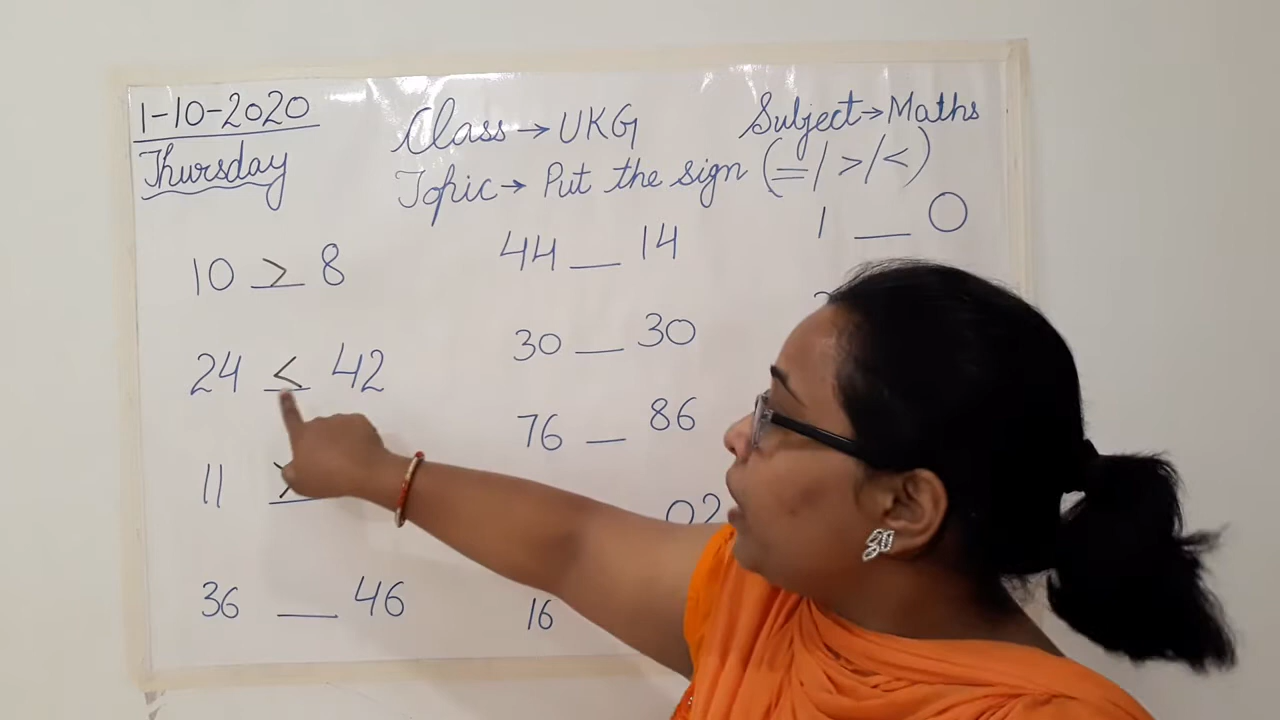 1-10-2020
Thursday
Class → UKG
Subject → Maths
Topic → Put the sign (=/>/<)
10 > 8
24 < 42
11 >
36 __ 46
44 __ 14
30 __ 30
76 __ 86
02
16
1 __ 0